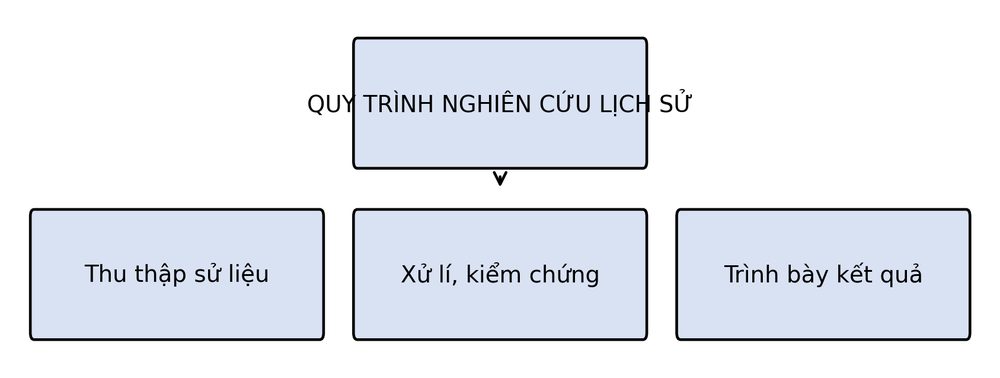 QUY TRÌNH NGHIÊN CỨU LỊCH SỬ
Thu thập sử liệu
Xử lí, kiểm chứng
Trình bày kết quả